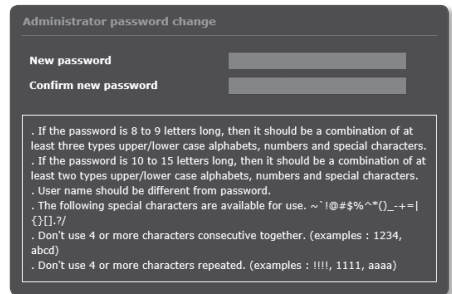 Administrator password change
New password
Confirm new password
. If the password is 8 to 9 letters long, then it should be a combination of at
least three types upper/lower case alphabets, numbers and special characters.
. If the password is 10 to 15 letters long, then it should be a combination of at
least two types upper/lower case alphabets, numbers and special characters.
. User name should be different from password.
. The following special characters are available for use. ~`!@#$%^*()_-+=|
{}[].?/
. Don't use 4 or more characters consecutive together. (examples : 1234,
abcd)
. Don't use 4 or more characters repeated. (examples : !!!!, 1111, aaaa)